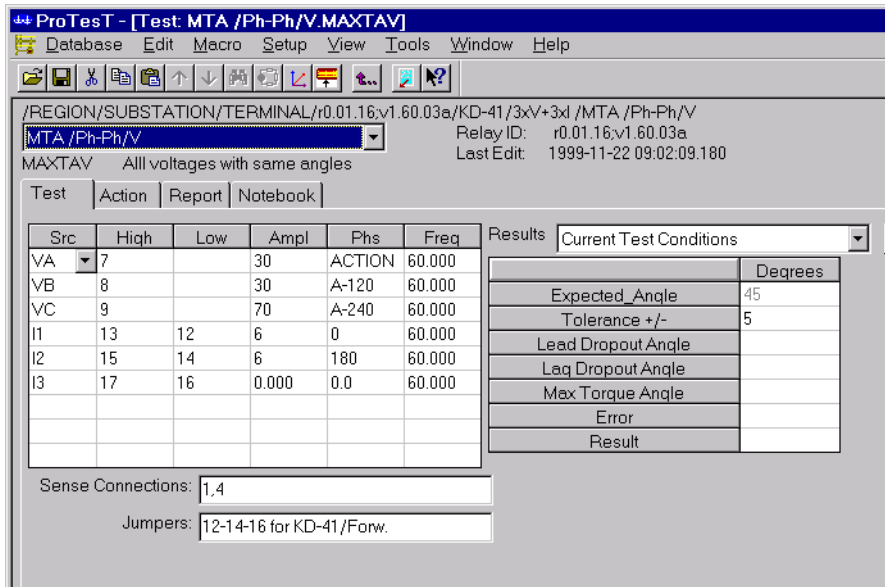 ProTesT - [Test: MTA /Ph-Ph/V.MAXTAV]
Database Edit Macro Setup View Tools Window Help
/REGION/SUBSTATION/TERMINAL/r0.01.16;v1.60.03a/KD-41/3xV+3xI /MTA /Ph-Ph/V
MTA /Ph-Ph/V
Relay ID: r0.01.16;v1.60.03a
Last Edit: 1999-11-22 09:02:09.180
MAXTAV Alll voltages with same angles
Test Action Report Notebook
Src High Low Ampl Phs Freq
VA 7 30 ACTION 60.000
VB 8 30 A-120 60.000
VC 9 70 A-240 60.000
I1 13 12 6 0 60.000
I2 15 14 6 180 60.000
I3 17 16 0.000 0.0 60.000
Results Current Test Conditions
Degrees
Expected_Angle 45
Tolerance +/- 5
Lead Dropout Angle
Lag Dropout Angle
Max Torque Angle
Error
Result
Sense Connections: 1,4
Jumpers: 12-14-16 for KD-41/Forw.